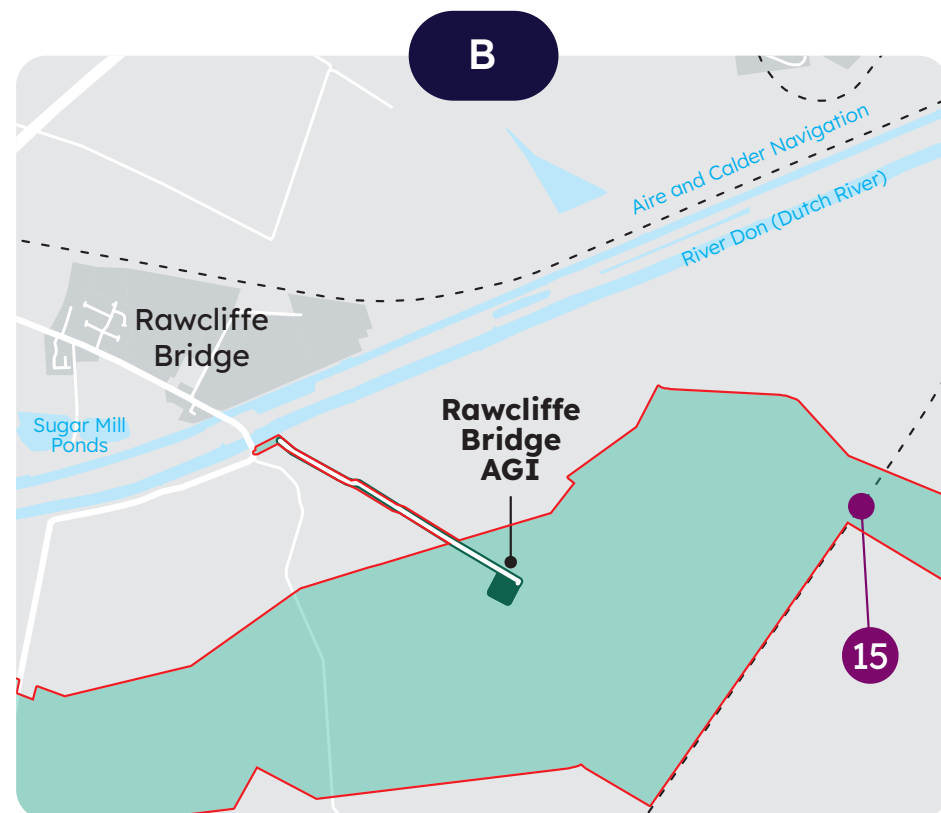 B
Aire and Calder Navigation
River Don (Dutch River)
Rawcliffe
Bridge
Rawcliffe
Bridge
AGI
Sugar Mill
Ponds
15